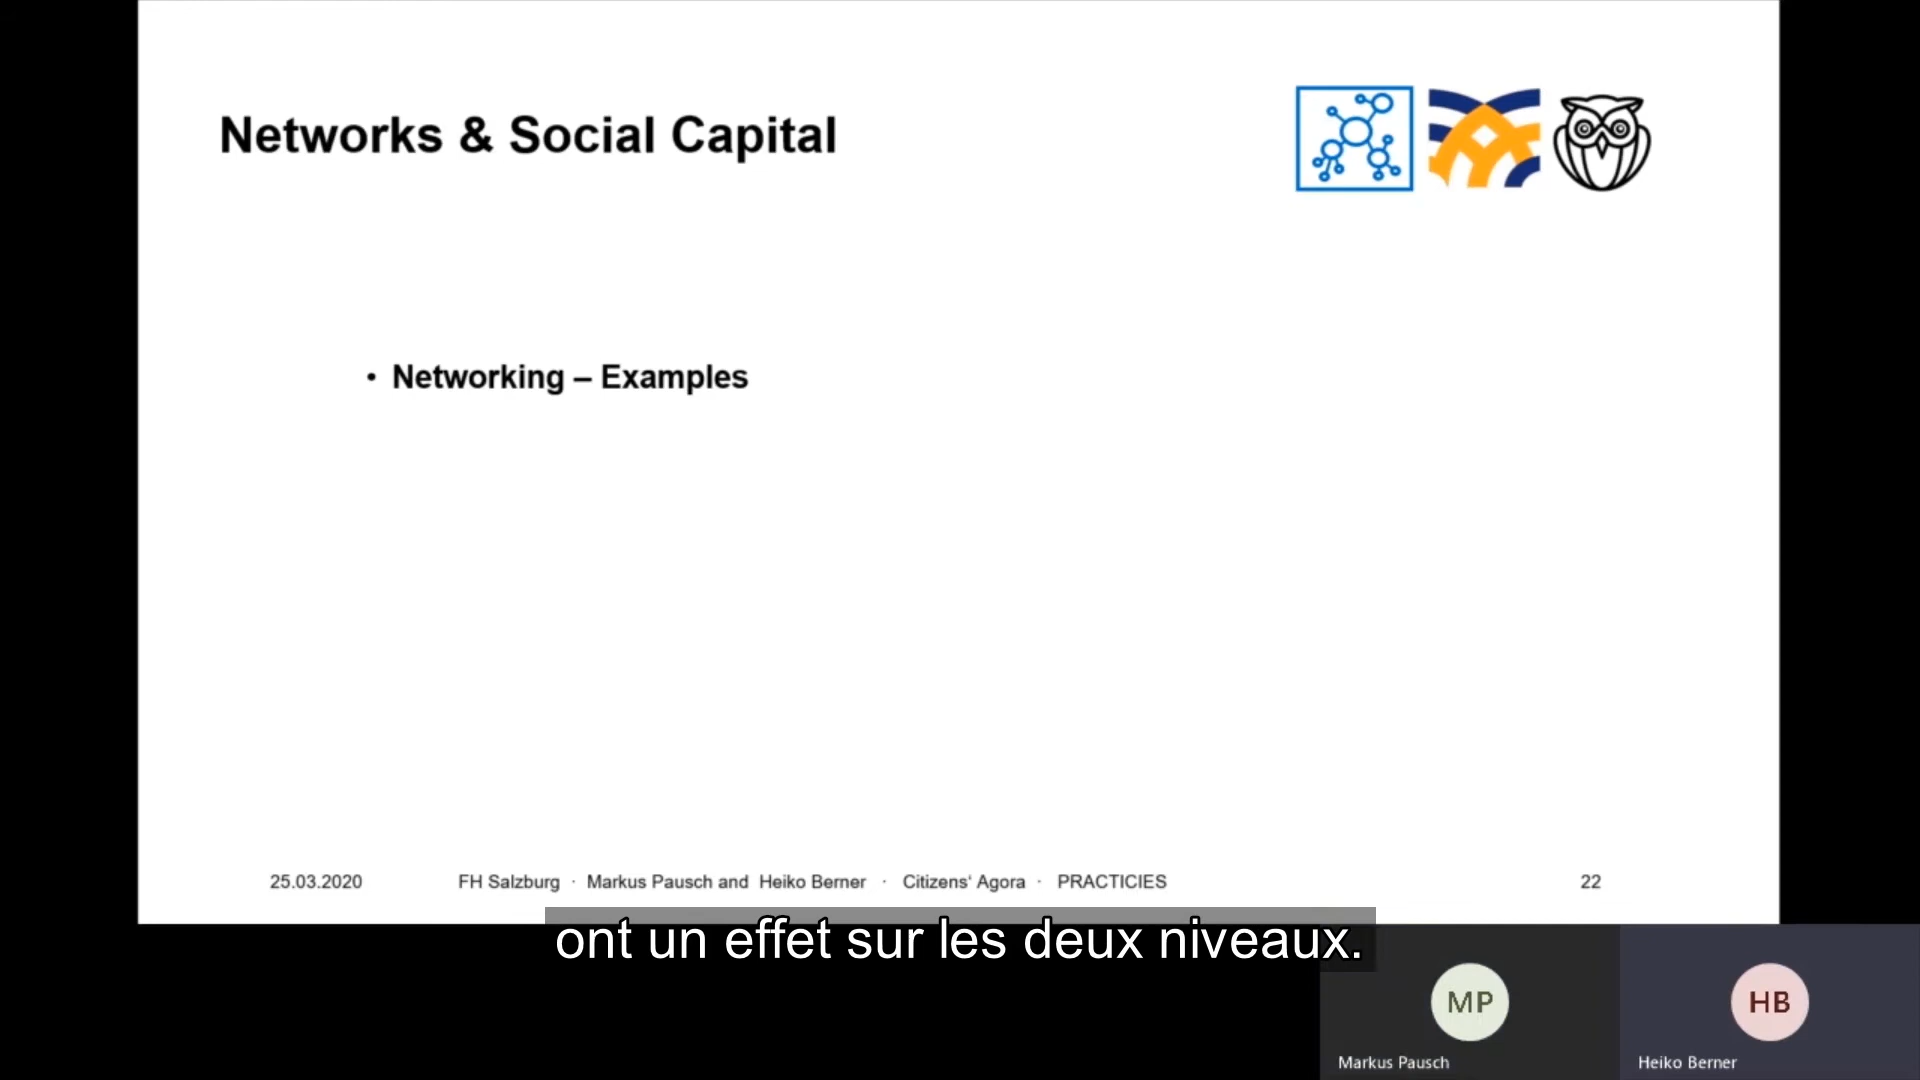 Networks & Social Capital
• Networking – Examples
25.03.2020 FH Salzburg · Markus Pausch and Heiko Berner · Citizens‘ Agora · PRACTICIES 22
ont un effet sur les deux niveaux.
MP
HB
Markus Pausch
Heiko Berner